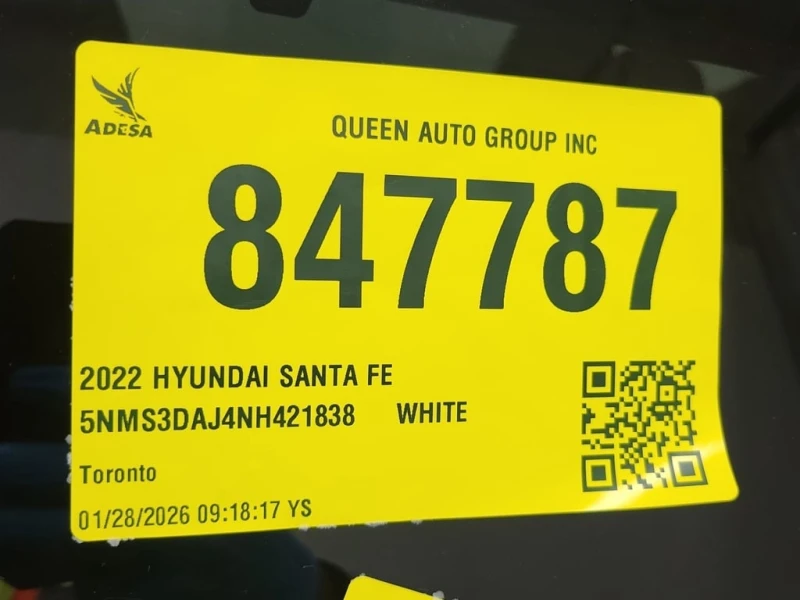 ADESA
QUEEN AUTO GROUP INC
847787
2022 HYUNDAI SANTA FE
5NMS3DAJ4NH421838 WHITE
Toronto
01/28/2026 09:18:17 YS